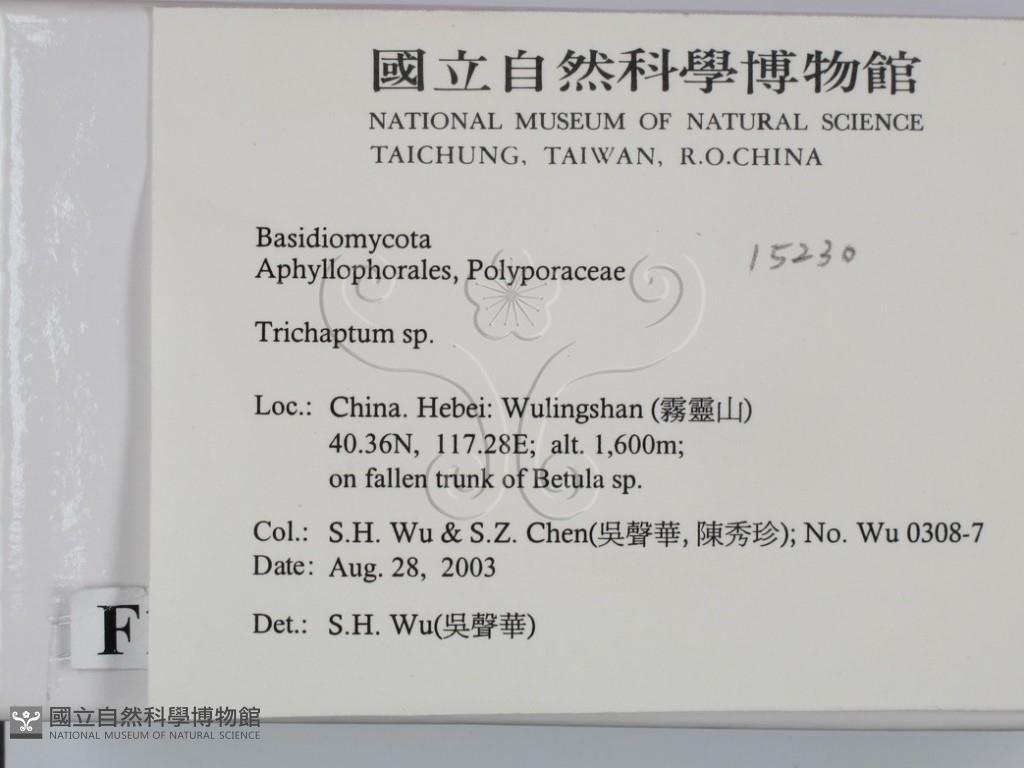 國立自然科學博物館
NATIONAL MUSEUM OF NATURAL SCIENCE
TAICHUNG, TAIWAN, R.O.CHINA
Basidiomycota
15230
Aphyllophorales, Polyporaceae
Trichaptum sp.
Loc.: China. Hebei: Wulingshan (霧靈山)
40.36N, 117.28E; alt. 1,600m;
on fallen trunk of Betula sp.
Col.: S.H. Wu & S.Z. Chen(吳聲華, 陳秀珍); No. Wu 0308-7
Date: Aug. 28, 2003
Det.: S.H. Wu(吳聲華)
F
國立自然科學博物館
NATIONAL MUSEUM OF NATURAL SCIENCE